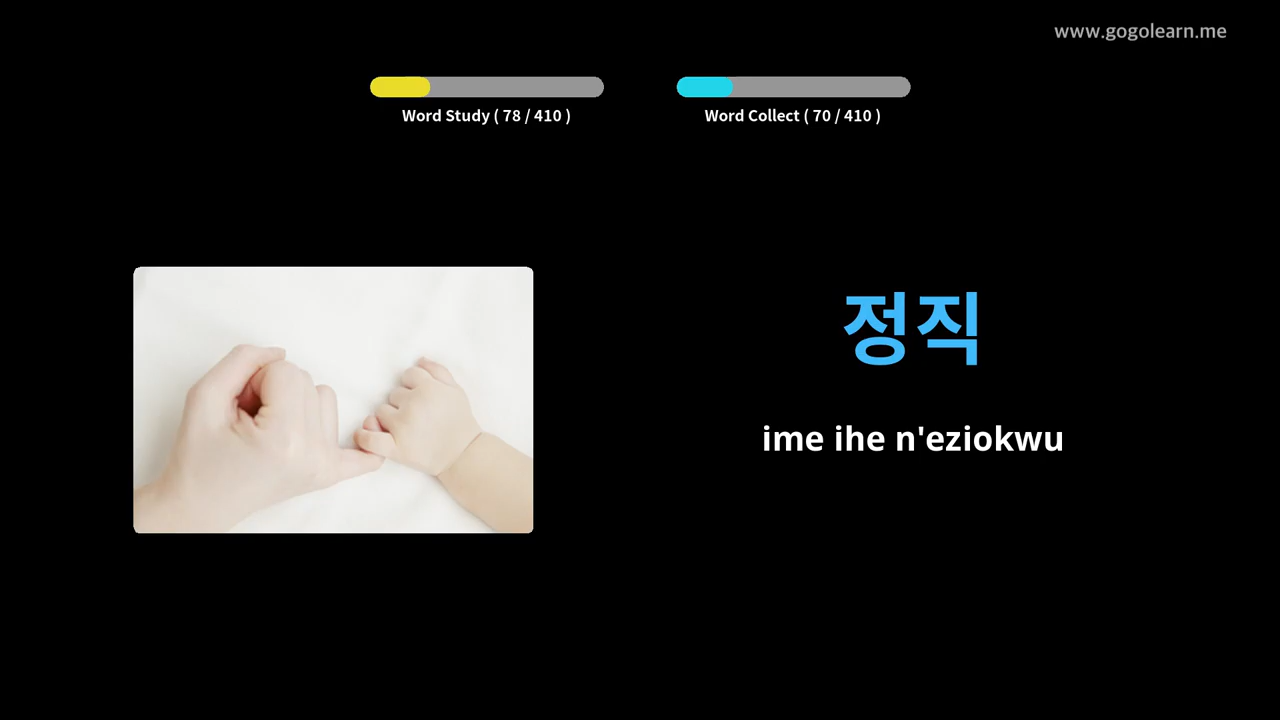 www.gogolearn.me
Word Study ( 78 / 410 )
Word Collect ( 70 / 410 )
정직
ime ihe n'eziokwu